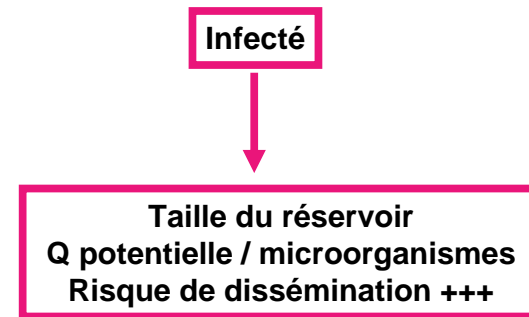 Infecté
Taille du réservoir
Q potentielle / microorganismes
Risque de dissémination +++